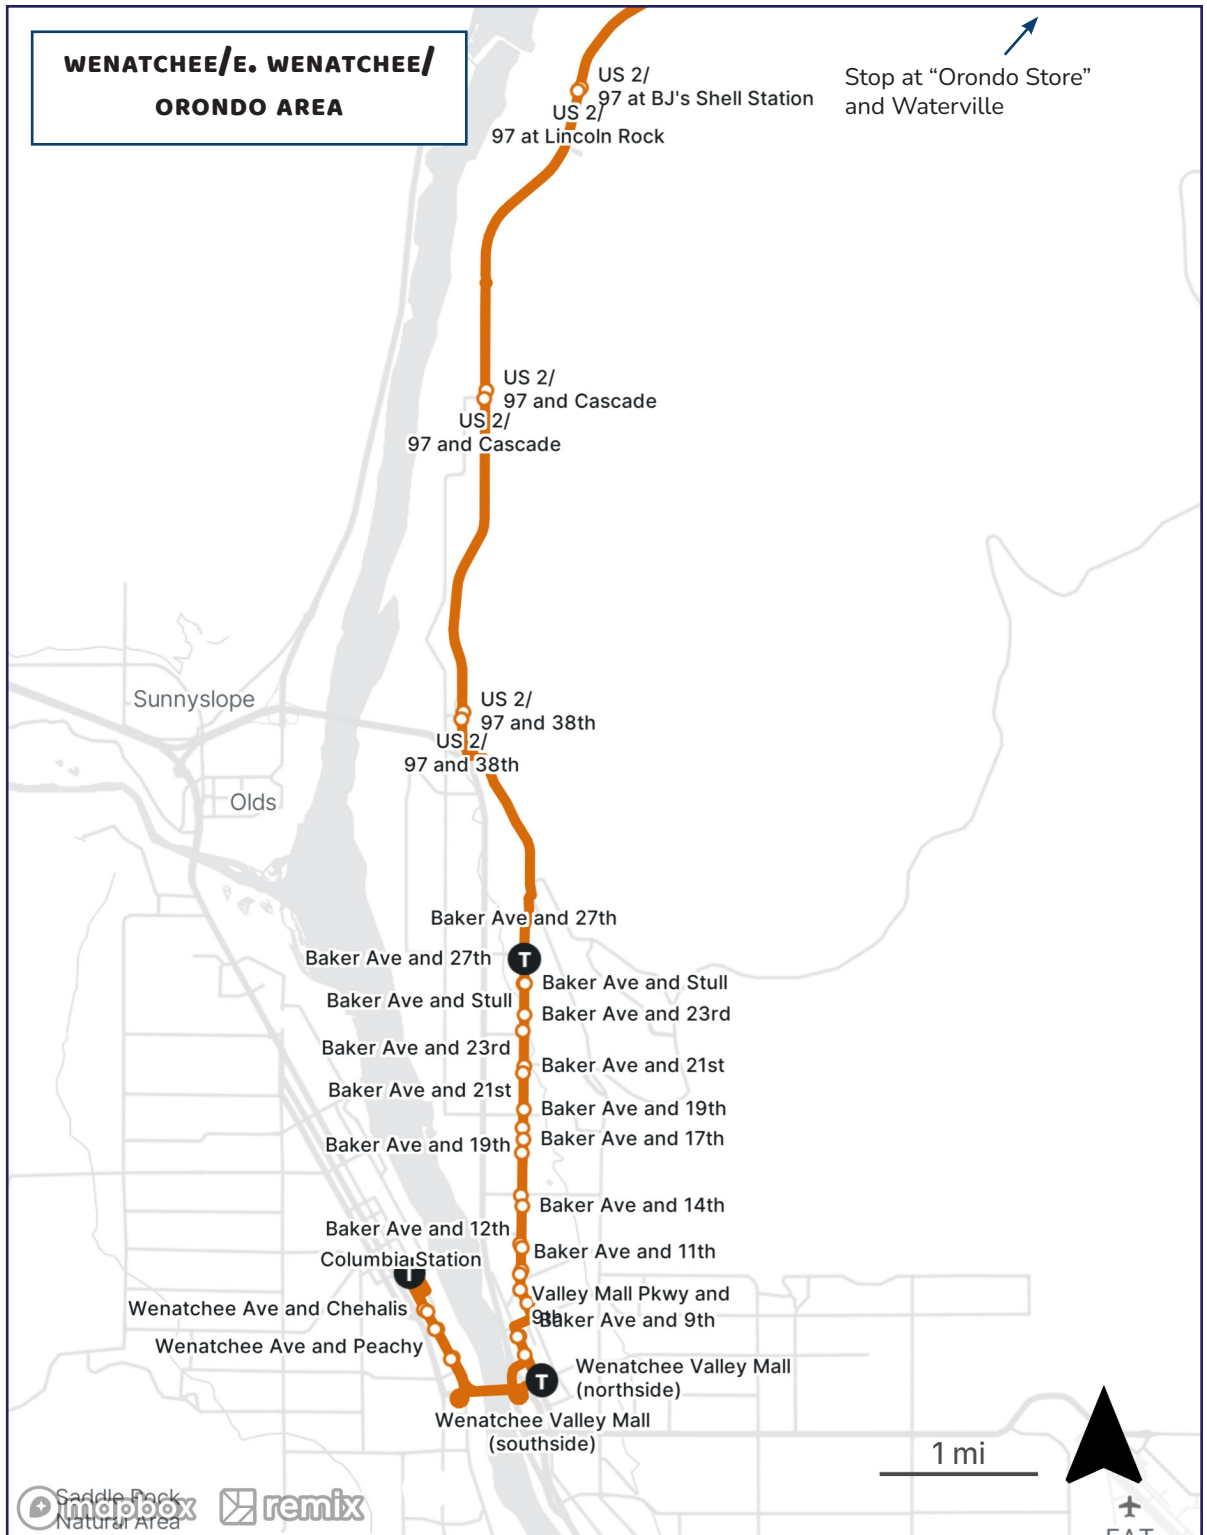 WENATCHEE/E. WENATCHEE/
ORONDO AREA
Stop at “Orondo Store”
and Waterville
US 2/
97 at BJ's Shell Station
US 2/
97 at Lincoln Rock
US 2/
97 and Cascade
US 2/
97 and Cascade
Sunnyslope
US 2/
97 and 38th
US 2/
97 and 38th
Olds
Baker Ave and 27th
Baker Ave and 27th
T
Baker Ave and Stull
Baker Ave and Stull
Baker Ave and 23rd
Baker Ave and 23rd
Baker Ave and 21st
Baker Ave and 21st
Baker Ave and 19th
Baker Ave and 17th
Baker Ave and 19th
Baker Ave and 14th
Baker Ave and 12th
Baker Ave and 11th
Columbia Station
T
Valley Mall Pkwy and
9th
Baker Ave and 9th
Wenatchee Ave and Chehalis
Wenatchee Ave and Peachy
Wenatchee Valley Mall
(northside)
T
Wenatchee Valley Mall
(southside)
1 mi
Saddle Rock
Natural Area
mapbox
remix
EAT